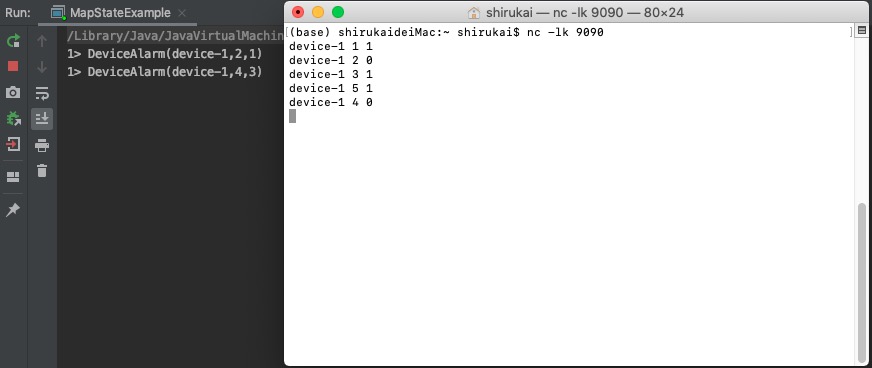 Run: MapStateExample
/Library/Java/JavaVirtualMachin
1> DeviceAlarm(device-1,2,1)
1> DeviceAlarm(device-1,4,3)
shirukai — nc -lk 9090 — 80×24
[(base) shirukaideiMac:~ shirukai$ nc -lk 9090 ]
device-1 1 1
device-1 2 0
device-1 3 1
device-1 5 1
device-1 4 0